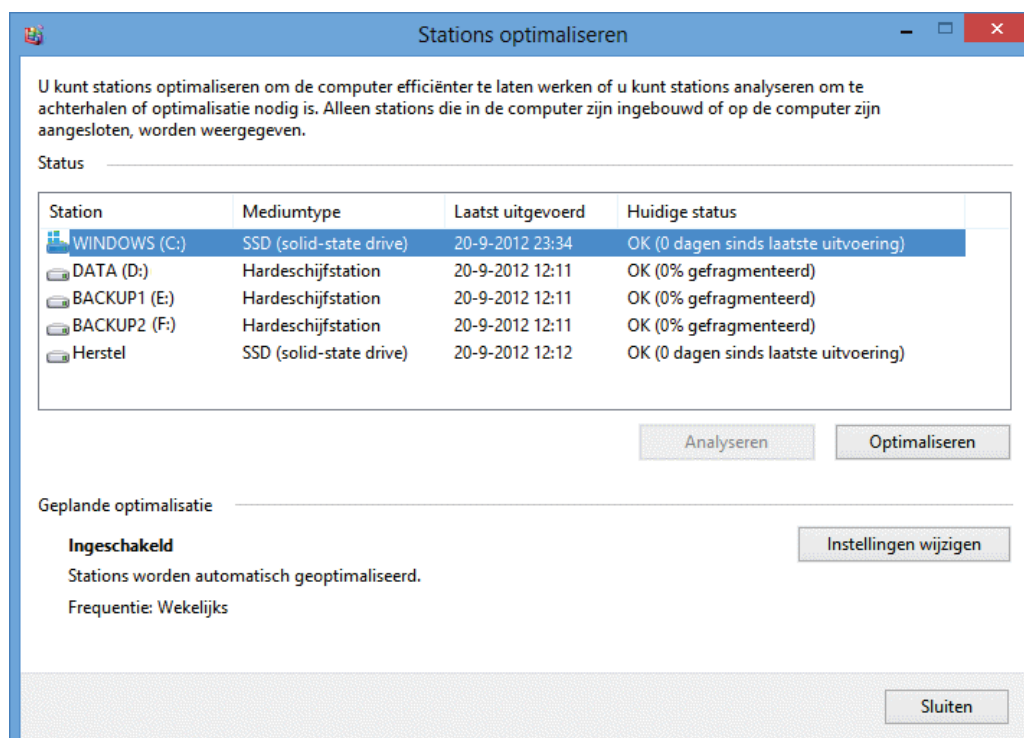 Stations optimaliseren
U kunt stations optimaliseren om de computer efficiënter te laten werken of u kunt stations analyseren om te
achterhalen of optimalisatie nodig is. Alleen stations die in de computer zijn ingebouwd of op de computer zijn
aangesloten, worden weergegeven.
Status
Station Mediumtype Laatst uitgevoerd Huidige status
WINDOWS (C:) SSD (solid-state drive) 20-9-2012 23:34 OK (0 dagen sinds laatste uitvoering)
DATA (D:) Hardeschijfstation 20-9-2012 12:11 OK (0% gefragmenteerd)
BACKUP1 (E:) Hardeschijfstation 20-9-2012 12:11 OK (0% gefragmenteerd)
BACKUP2 (F:) Hardeschijfstation 20-9-2012 12:11 OK (0% gefragmenteerd)
Herstel SSD (solid-state drive) 20-9-2012 12:12 OK (0 dagen sinds laatste uitvoering)
Analyseren Optimaliseren
Geplande optimalisatie
Ingeschakeld Instellingen wijzigen
Stations worden automatisch geoptimaliseerd.
Frequentie: Wekelijks
Sluiten